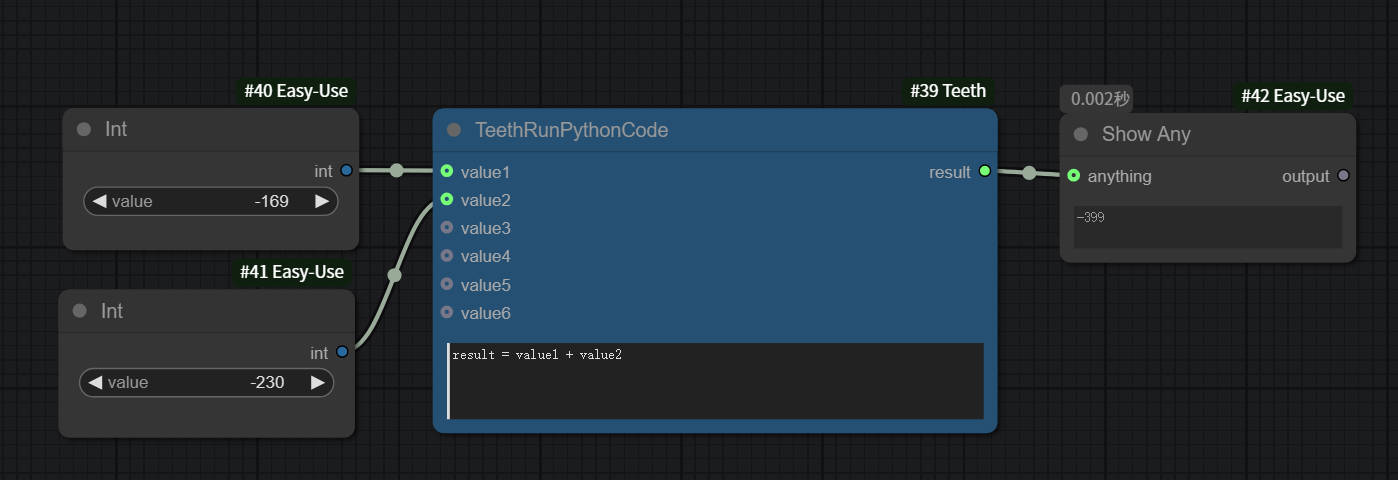 #40 Easy-Use
Int
int
value -169
#41 Easy-Use
Int
int
value -230
#39 Teeth
TeethRunPythonCode
value1 result
value2
value3
value4
value5
value6
result = value1 + value2
0.002秒 #42 Easy-Use
Show Any
anything output
-399